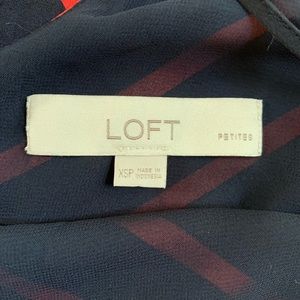 LOFT
PETITES
XSP
MADE IN
INDONESIA